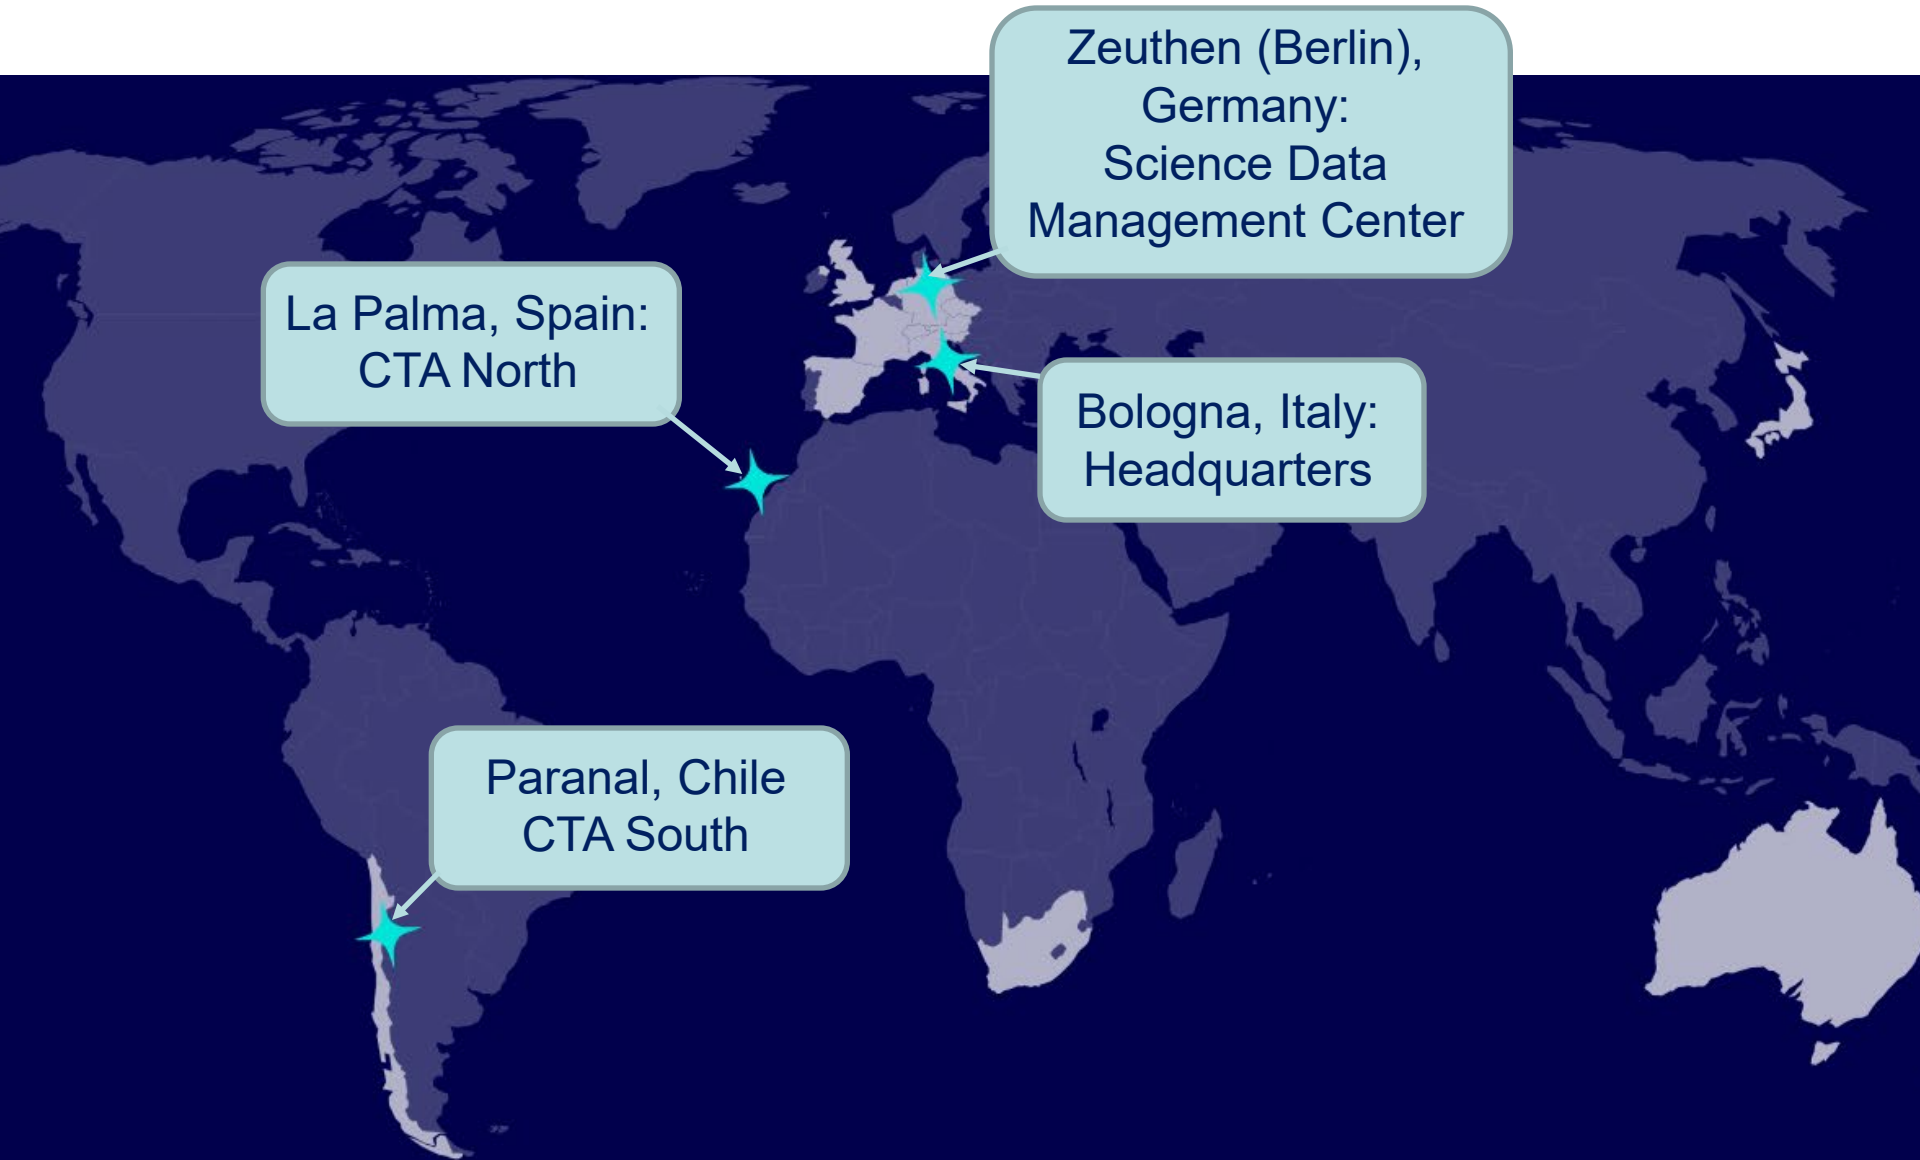 Zeuthen (Berlin),
Germany:
Science Data
Management Center
La Palma, Spain:
CTA North
Bologna, Italy:
Headquarters
Paranal, Chile
CTA South